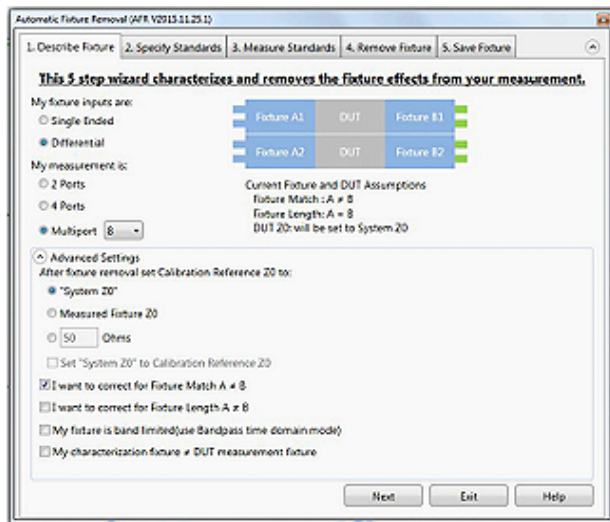 Automatic Fixture Removal (AFR V2015.11.25.1)
1. Describe Fixture 2. Specify Standards 3. Measure Standards 4. Remove Fixture 5. Save Fixture
This 5 step wizard characterizes and removes the fixture effects from your measurement.
My fixture inputs are:
Single Ended
Differential
Fixture A1 DUT Fixture B1
Fixture A2 DUT Fixture B2
My measurement is:
2 Ports
4 Ports
Multiport 8
Current Fixture and DUT Assumptions
Fixture Match : A ≠ B
Fixture Length: A = B
DUT Z0: will be set to System Z0
Advanced Settings
After fixture removal set Calibration Reference Z0 to:
"System Z0"
Measured Fixture Z0
50 Ohms
Set "System Z0" to Calibration Reference Z0
I want to correct for Fixture Match A ≠ B
I want to correct for Fixture Length A ≠ B
My fixture is band limited(use Bandpass time domain mode)
My characterization fixture ≠ DUT measurement fixture
Next Exit Help